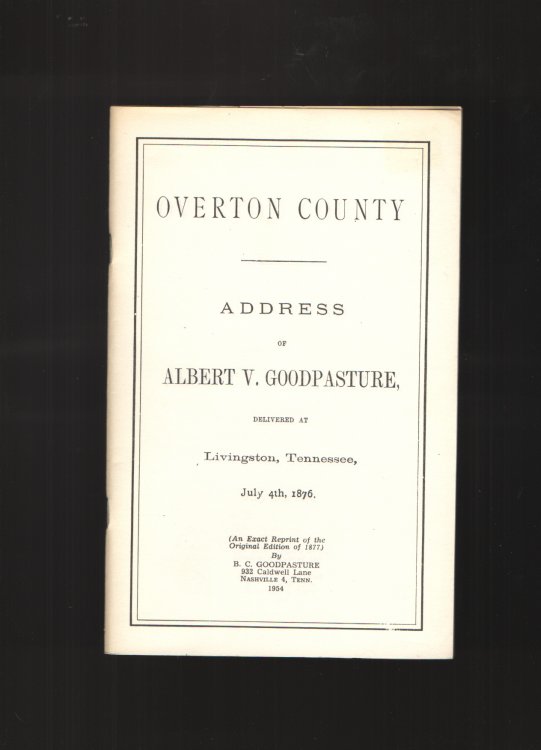 OVERTON COUNTY
ADDRESS
OF
ALBERT V. GOODPASTURE,
DELIVERED AT
Livingston, Tennessee,
July 4th, 1876.
(An Exact Reprint of the
Original Edition of 1877)
By
B. C. GOODPASTURE
932 Caldwell Lane
NASHVILLE 4, TENN.
1954